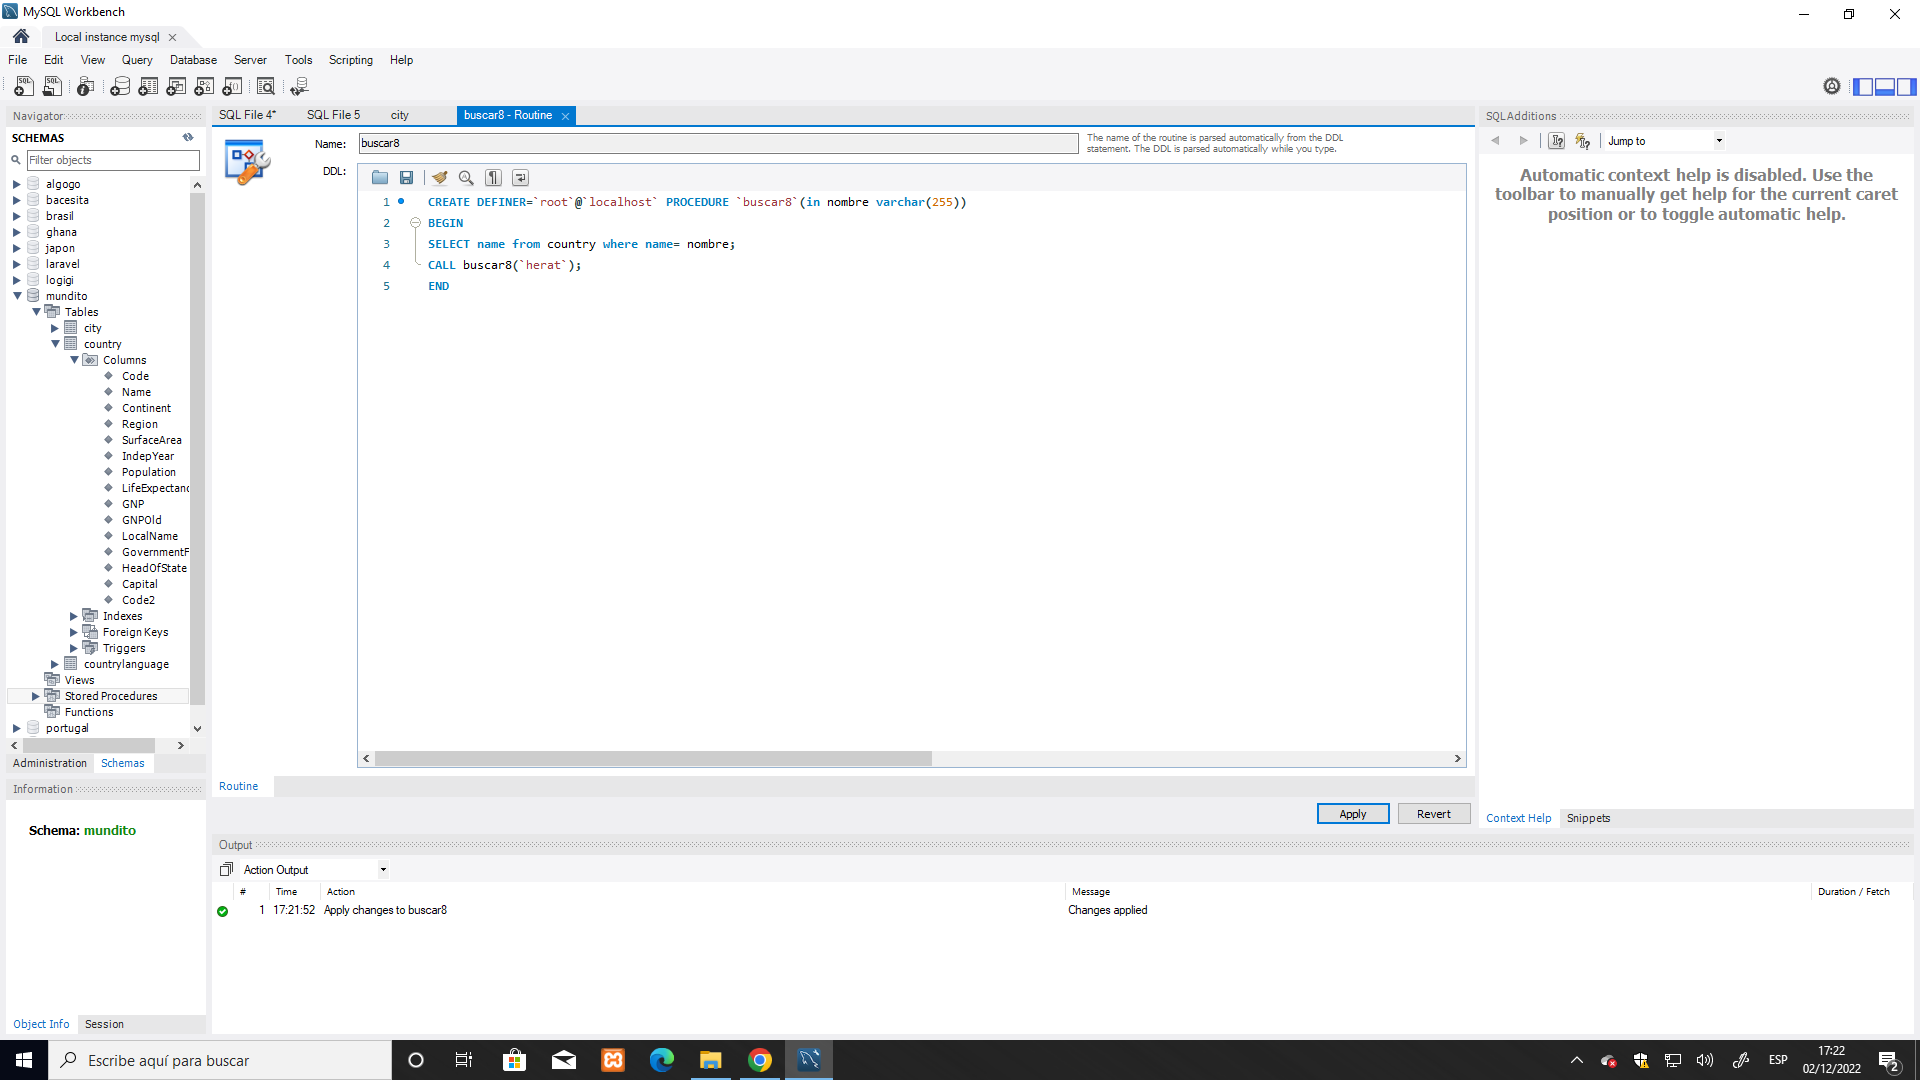 MySQL Workbench
Local instance mysql
File Edit View Query Database Server Tools Scripting Help
Navigator
SCHEMAS
Filter objects
algogo
bacesita
brasil
ghana
japon
laravel
logigi
mundito
Tables
city
country
Columns
Code
Name
Continent
Region
SurfaceArea
IndepYear
Population
LifeExpectanc
GNP
GNPOld
LocalName
GovernmentF
HeadOfState
Capital
Code2
Indexes
Foreign Keys
Triggers
countrylanguage
Views
Stored Procedures
Functions
portugal
Administration Schemas
Information
Schema: mundito
Object Info Session
SQL File 4* SQL File 5 city buscar8 - Routine
Name: buscar8
The name of the routine is parsed automatically from the DDL
statement. The DDL is parsed automatically while you type.
DDL:
1 CREATE DEFINER=`root`@`localhost` PROCEDURE `buscar8`(in nombre varchar(255))
2 BEGIN
3 SELECT name from country where name= nombre;
4 CALL buscar8(`herat`);
5 END
Routine
Apply Revert
SQLAdditions
Jump to
Automatic context help is disabled. Use the
toolbar to manually get help for the current caret
position or to toggle automatic help.
Context Help Snippets
Output
Action Output
# Time Action Message Duration / Fetch
1 17:21:52 Apply changes to buscar8 Changes applied
Escribe aquí para buscar
ESP
17:22
02/12/2022
2